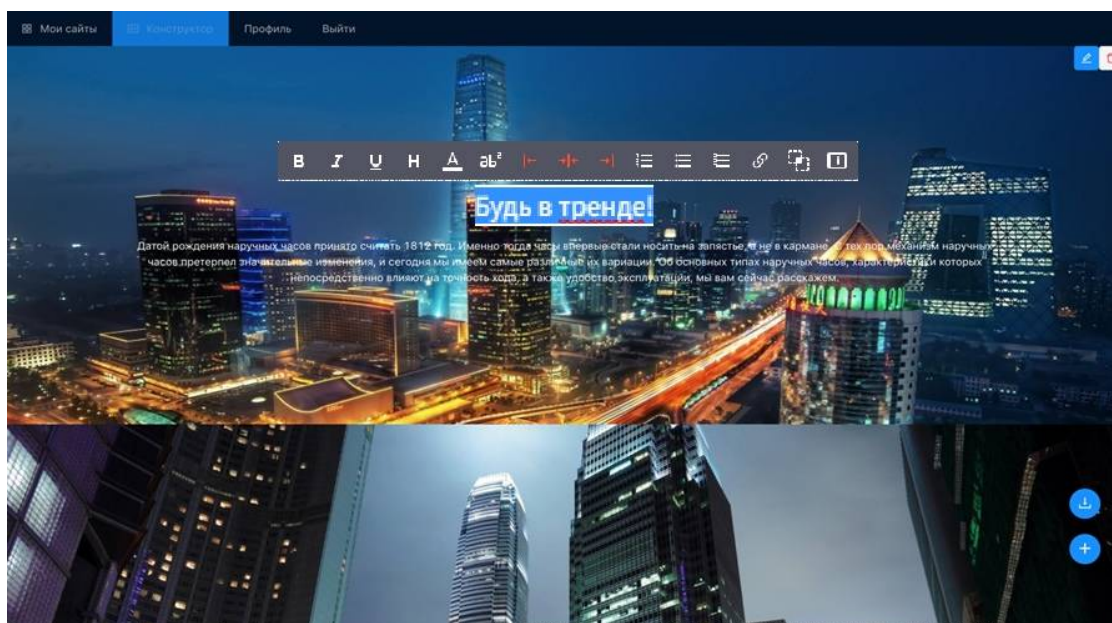 Мои сайты
Конструктор
Профиль
Выйти
B I U H A ab²
Будь в тренде!
Датой рождения наручных часов принято считать 1812 год. Именно тогда часы впервые стали носить на запястье, а не в кармане. С тех пор механизм наручных
часов претерпел значительные изменения, и сегодня мы имеем самые различные их вариации. Об основных типах наручных часов, характеристики которых
непосредственно влияют на точность хода, а также удобство эксплуатации, мы вам сейчас расскажем.